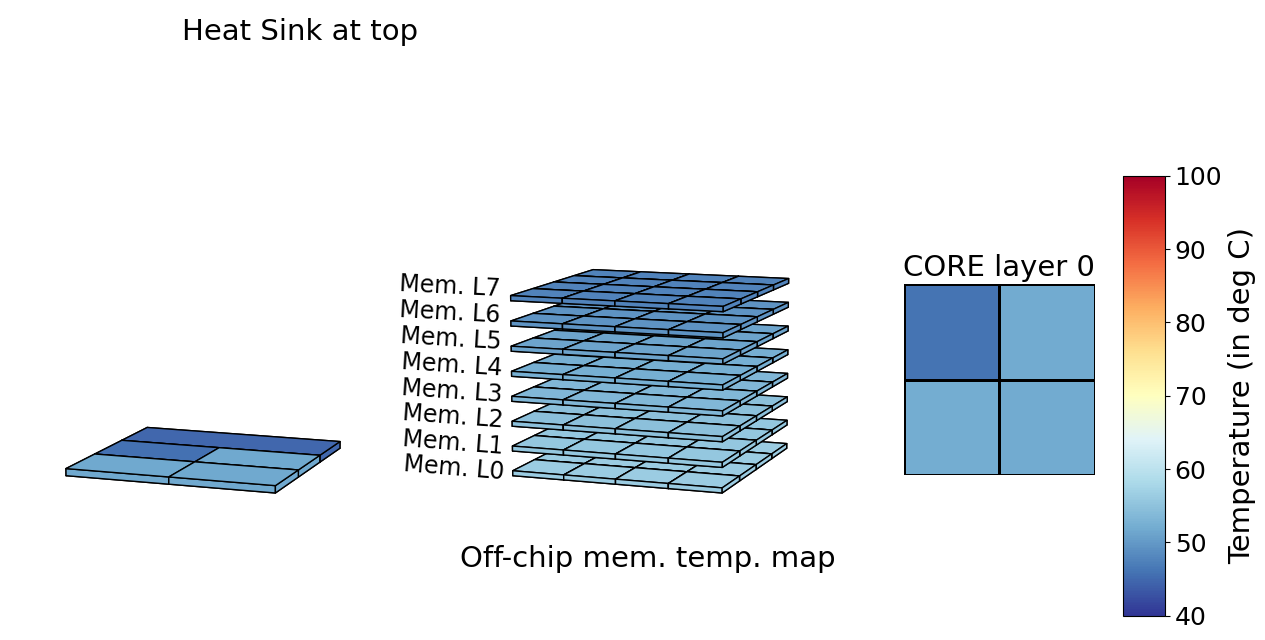 Heat Sink at top
Mem. L7
Mem. L6
Mem. L5
Mem. L4
Mem. L3
Mem. L2
Mem. L1
Mem. L0
Off-chip mem. temp. map
CORE layer 0
100
90
80
70
60
50
40
Temperature (in deg C)